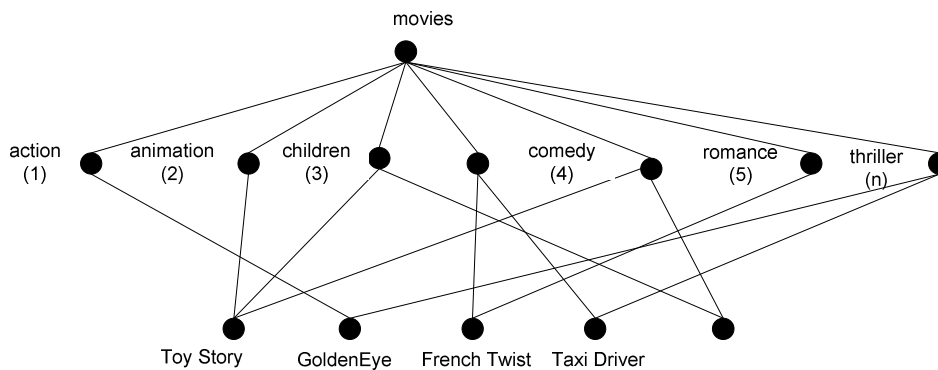 movies
action
(1)
animation
(2)
children
(3)
comedy
(4)
romance
(5)
thriller
(n)
Toy Story
GoldenEye
French Twist
Taxi Driver